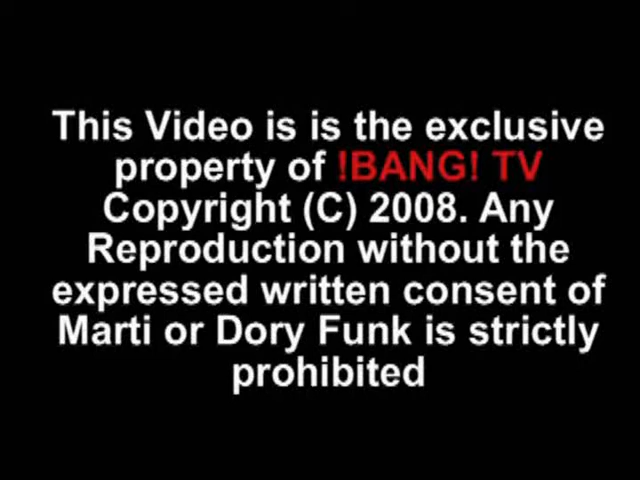 This Video is is the exclusive
property of !BANG! TV
Copyright (C) 2008. Any
Reproduction without the
expressed written consent of
Marti or Dory Funk is strictly
prohibited